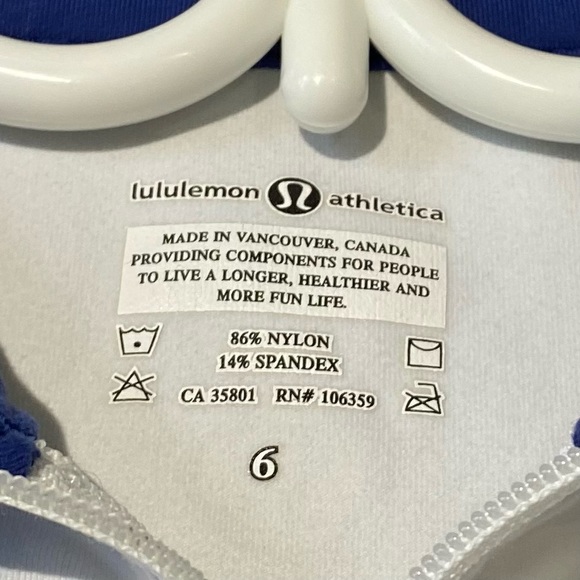 lululemon athletica
MADE IN VANCOUVER, CANADA
PROVIDING COMPONENTS FOR PEOPLE
TO LIVE A LONGER, HEALTHIER AND
MORE FUN LIFE.
86% NYLON
14% SPANDEX
CA 35801 RN# 106359
6